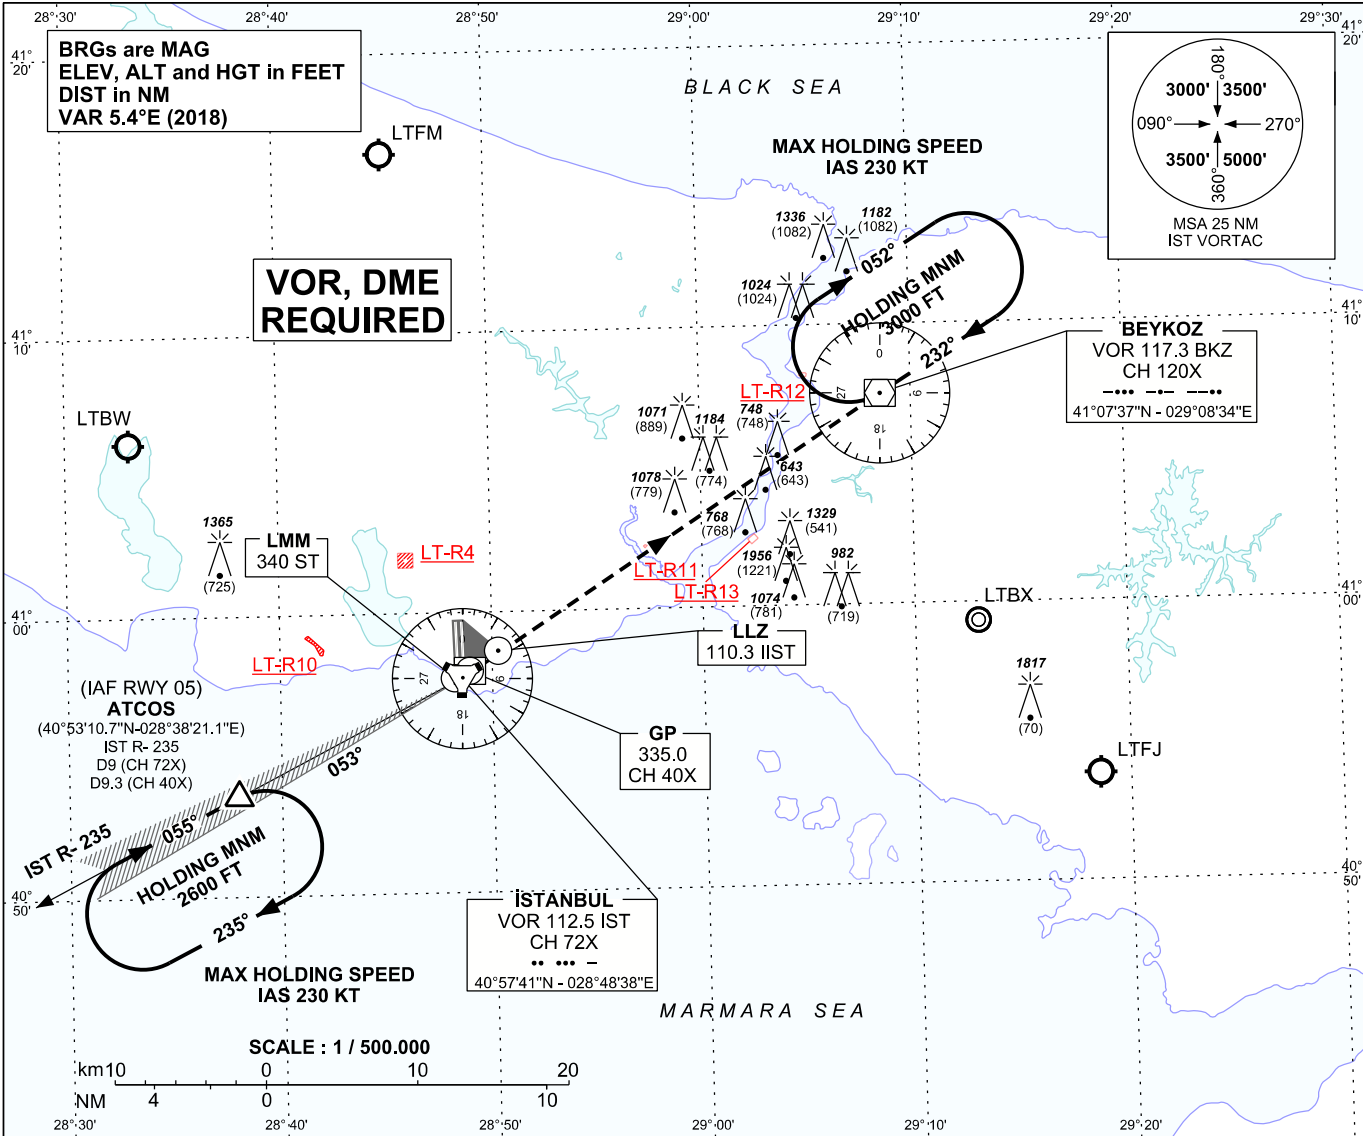 28°30'
28°40'
28°50'
29°00'
29°10'
29°20'
29°30'
41°
20'
41°
20'
BRGs are MAG
ELEV, ALT and HGT in FEET
DIST in NM
VAR 5.4°E (2018)
LTFM
BLACK SEA
180°
3000' 3500'
090° 270°
3500' 5000'
360°
MSA 25 NM
IST VORTAC
MAX HOLDING SPEED
IAS 230 KT
1336
(1082)
1182
(1082)
052°
1024
(1024)
HOLDING MNM
3000 FT
232°
VOR, DME
REQUIRED
41°
10'
41°
10'
BEYKOZ
VOR 117.3 BKZ
CH 120X
41°07'37"N - 029°08'34"E
0
9
18
27
LT-R12
LTBW
1071
(889)
1184
(774)
748
(748)
1078
(779)
643
(643)
768
(768)
1329
(541)
1365
(725)
LMM
340 ST
LT-R4
LT-R11
LT-R13
1956
(1221)
982
(719)
1074
(781)
41°
00'
41°
00'
LTBX
LLZ
110.3 IIST
LT-R10
27
9
18
1817
(70)
(IAF RWY 05)
ATCOS
(40°53'10.7"N-028°38'21.1"E)
IST R- 235
D9 (CH 72X)
D9.3 (CH 40X)
053°
GP
335.0
CH 40X
LTFJ
IST R- 235
055°
HOLDING MNM
2600 FT
235°
40°
50'
40°
50'
İSTANBUL
VOR 112.5 IST
CH 72X
40°57'41"N - 028°48'38"E
MAX HOLDING SPEED
IAS 230 KT
MARMARA SEA
SCALE : 1 / 500.000
km10 0 10 20
NM 4 0 10
28°30'
28°40'
28°50'
29°00'
29°10'
29°20'